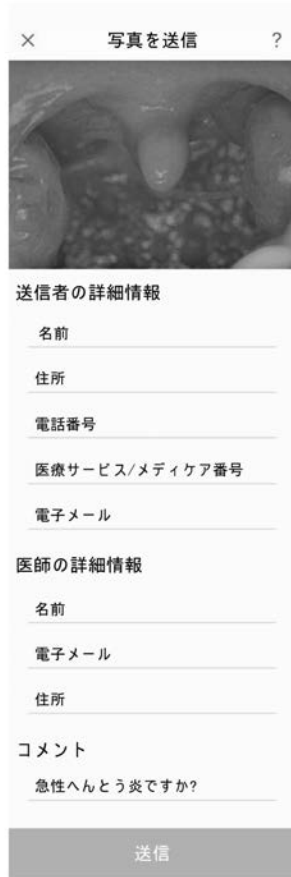 × 写真を送信 ?
送信者の詳細情報
名前
住所
電話番号
医療サービス/メディケア番号
電子メール
医師の詳細情報
名前
電子メール
住所
コメント
急性へんとう炎ですか?
送信